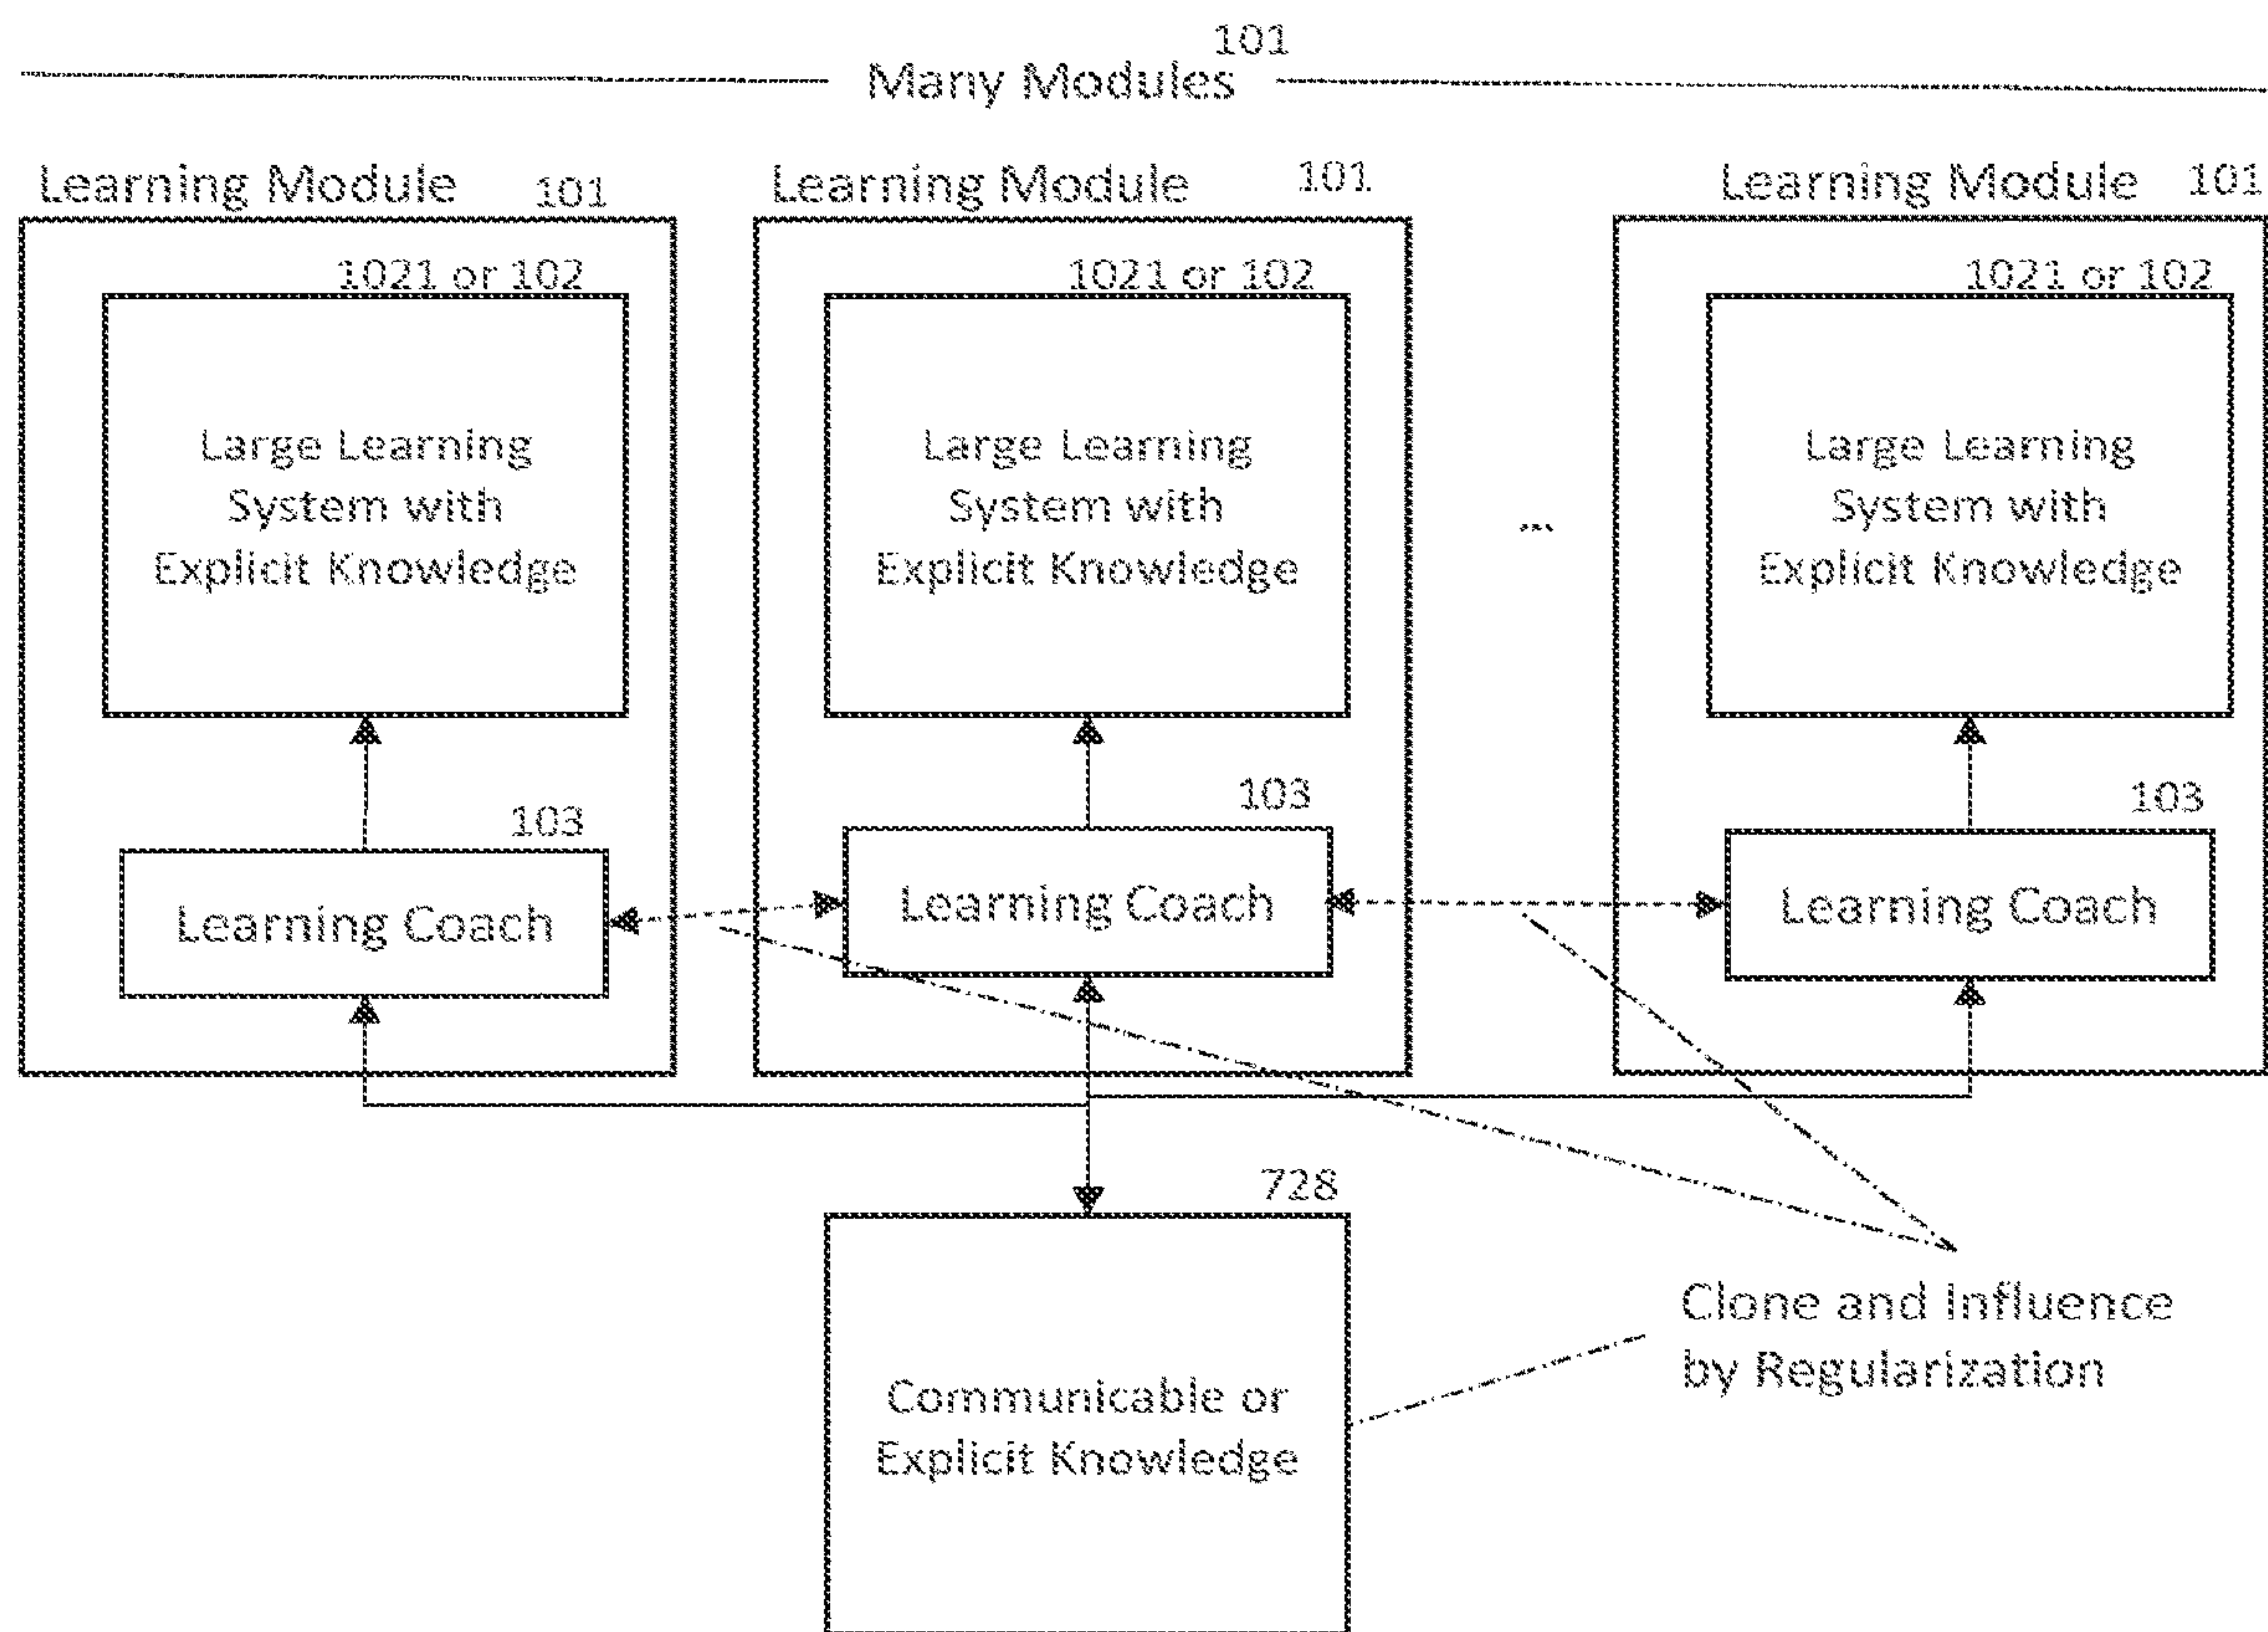 101
Many Modules
Learning Module 101
Learning Module 101
Learning Module 101
1021 or 102
1021 or 102
1021 or 102
Large Learning
System with
Explicit Knowledge
Large Learning
System with
Explicit Knowledge
...
Large Learning
System with
Explicit Knowledge
103
103
103
Learning Coach
Learning Coach
Learning Coach
728
Communicable or
Explicit Knowledge
Clone and Influence
by Regularization